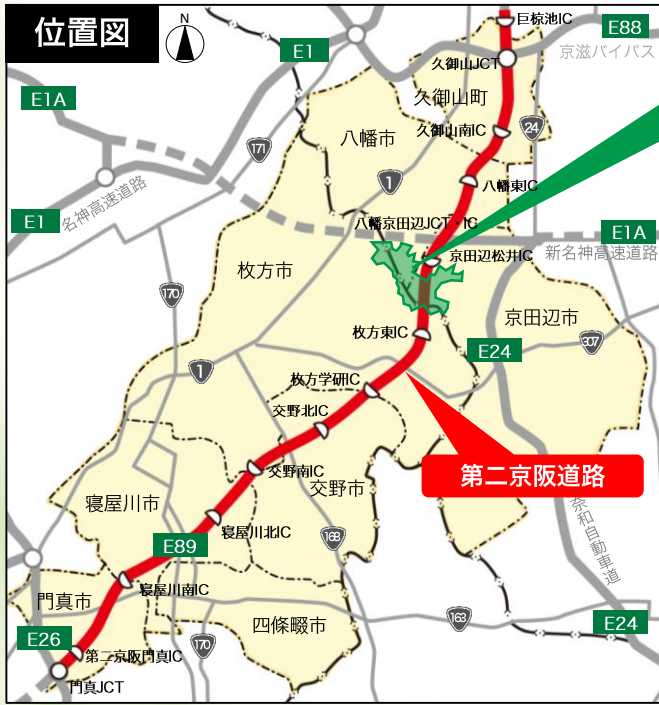 位置図
N
巨椋池IC
E88
E1
京滋バイパス
久御山JCT
E1A
久御山町
24
久御山南IC
八幡市
171
1
八幡東IC
名神高速道路
E1
八幡京田辺JCT・IC
E1A
京田辺松井IC
新名神高速道路
枚方市
170
京田辺市
枚方東IC
307
E24
1
枚方学研IC
交野北IC
第二京阪道路
交野南IC
交野市
寝屋川市
寝屋川北IC
168
奈和自動車道
E89
寝屋川南IC
門真市
四條畷市
163
E24
E26
170
第二京阪門真IC
門真JCT